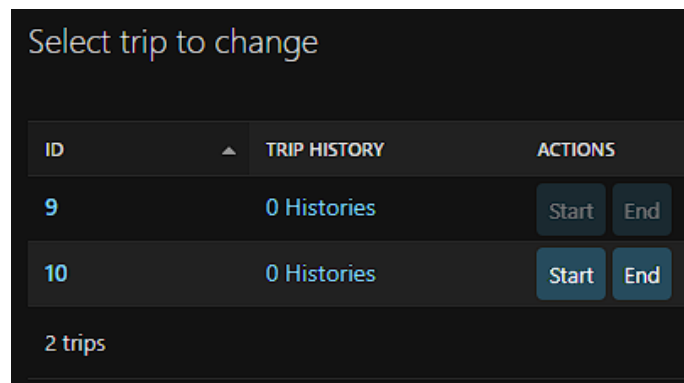 Select trip to change
ID TRIP HISTORY ACTIONS
9 0 Histories Start End
10 0 Histories Start End
2 trips